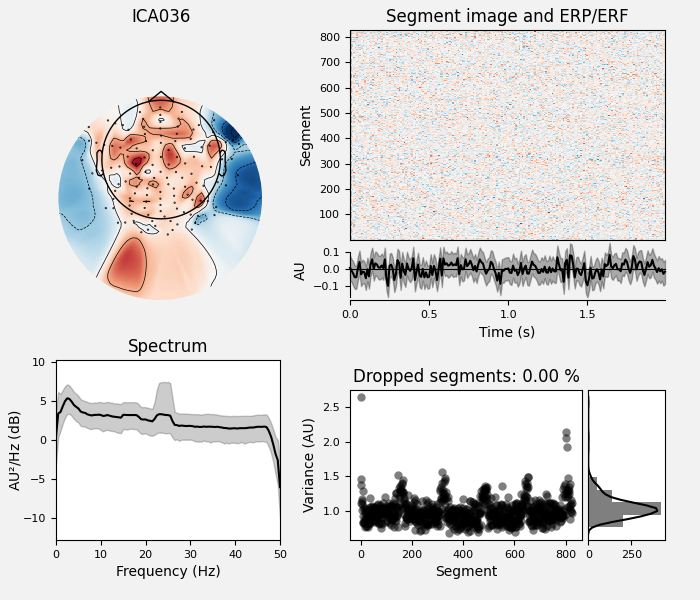 ICA036
Segment image and ERP/ERF
800
700
600
500
400
300
200
100
Segment
0.1
0.0
−0.1
AU
0.0 0.5 1.0 1.5
Time (s)
Spectrum
10
5
0
−5
−10
AU²/Hz (dB)
0 10 20 30 40 50
Frequency (Hz)
Dropped segments: 0.00 %
2.5
2.0
1.5
1.0
Variance (AU)
0 200 400 600 800
Segment
0 250